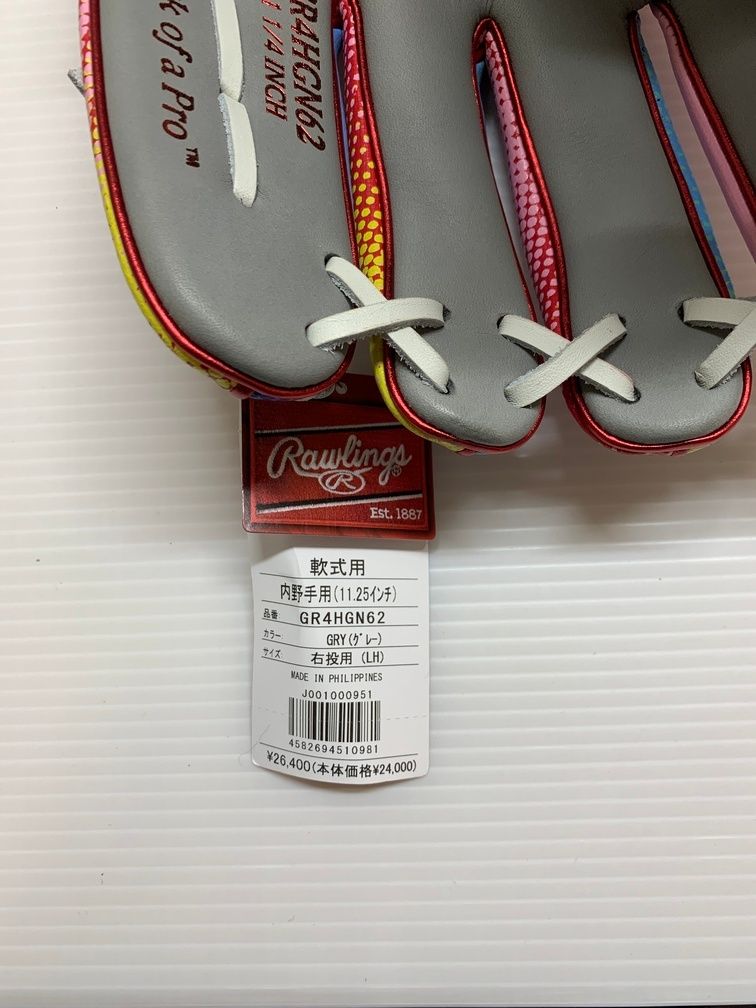 k of a Pro™
R4HGN62
1 1/4 INCH
Rawlings®
R
Est. 1887
軟式用
内野手用(11.25インチ)
品番: GR4HGN62
カラー: GRY(グレー)
サイズ: 右投用 (LH)
MADE IN PHILIPPINES
J001000951
4582694510981
¥26,400(本体価格¥24,000)